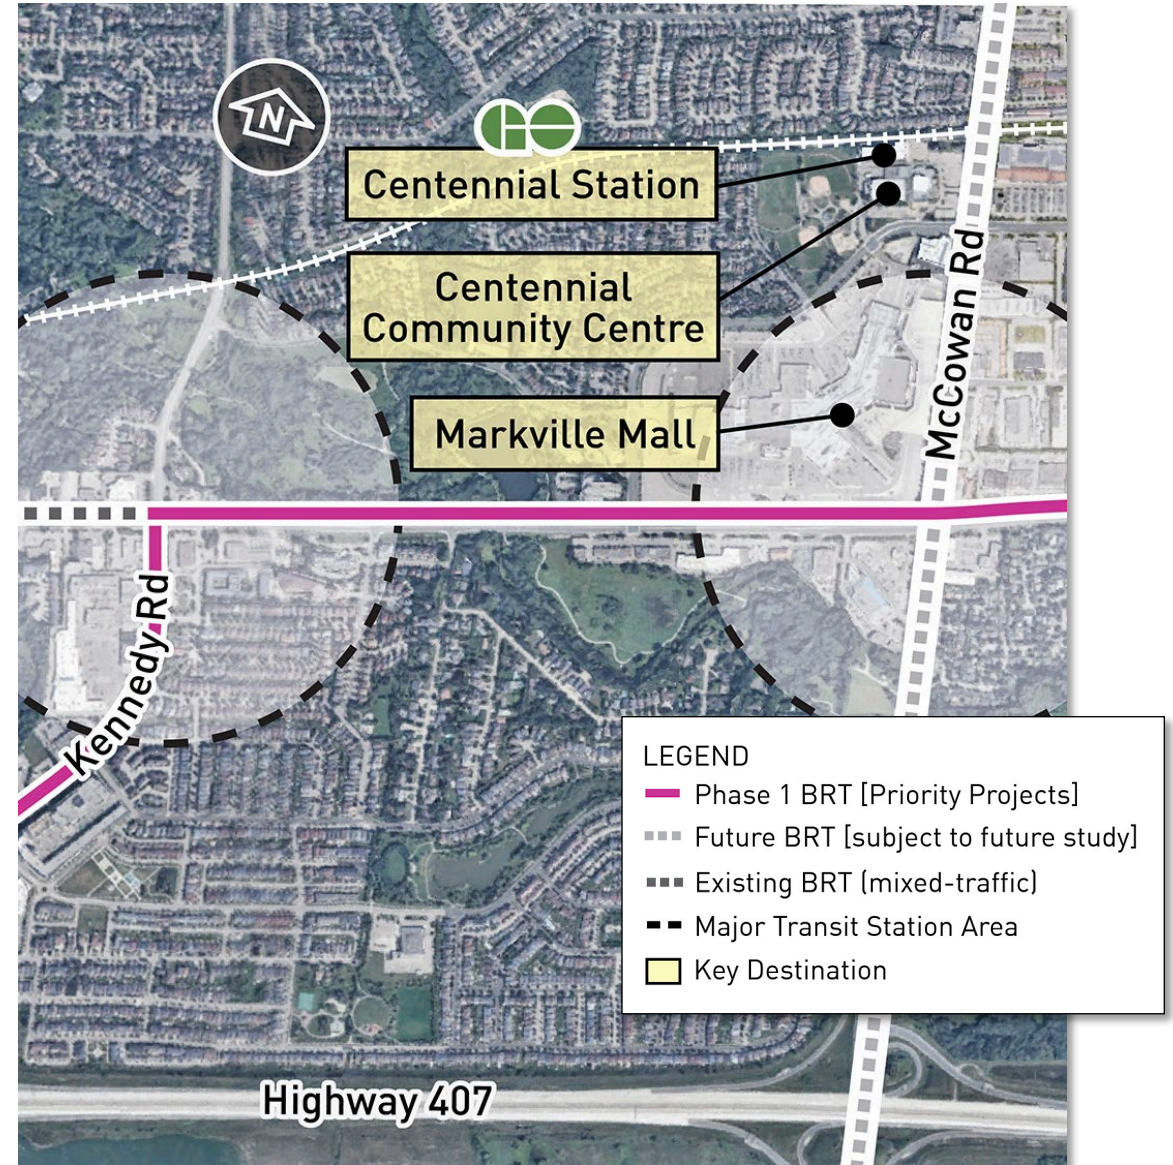 N
GO
Centennial Station
Centennial
Community Centre
Markville Mall
McCowan Rd
Kennedy Rd
LEGEND
Phase 1 BRT [Priority Projects]
Future BRT [subject to future study]
Existing BRT (mixed-traffic)
Major Transit Station Area
Key Destination
Highway 407